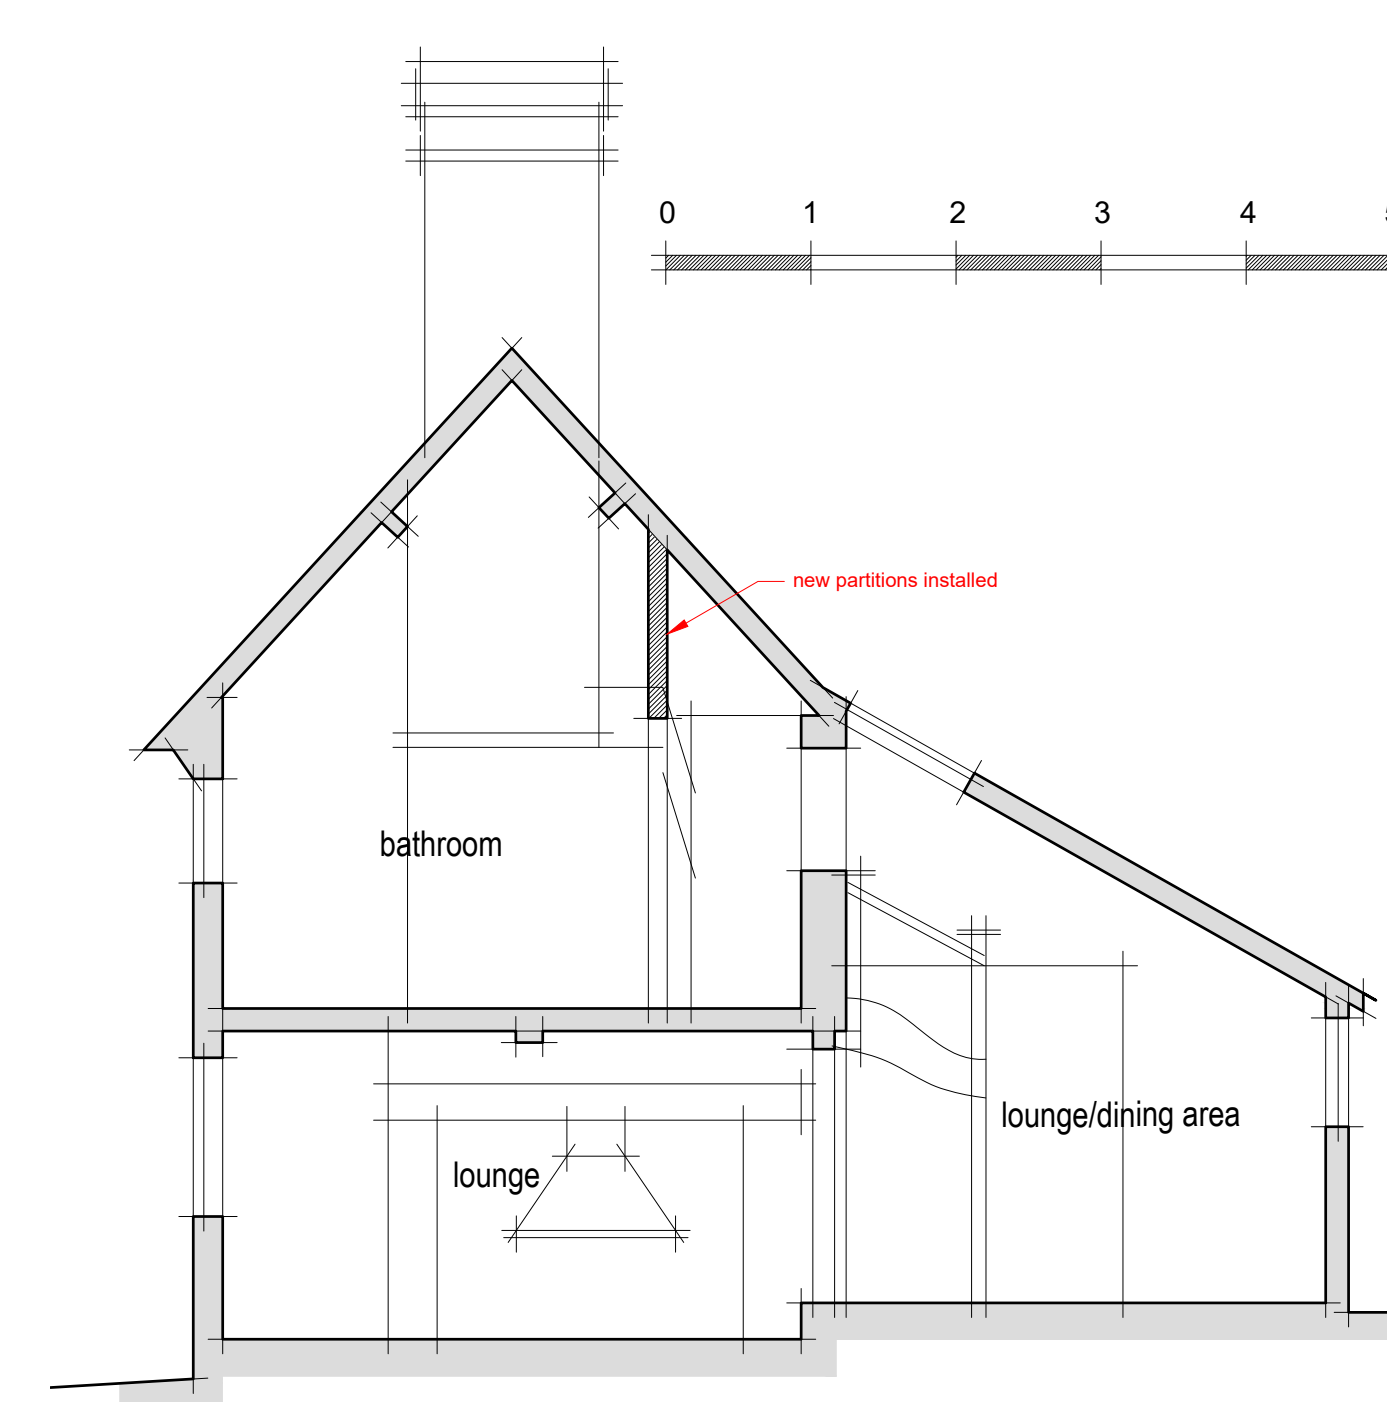 0 1 2 3 4
new partitions installed
bathroom
lounge/dining area
lounge